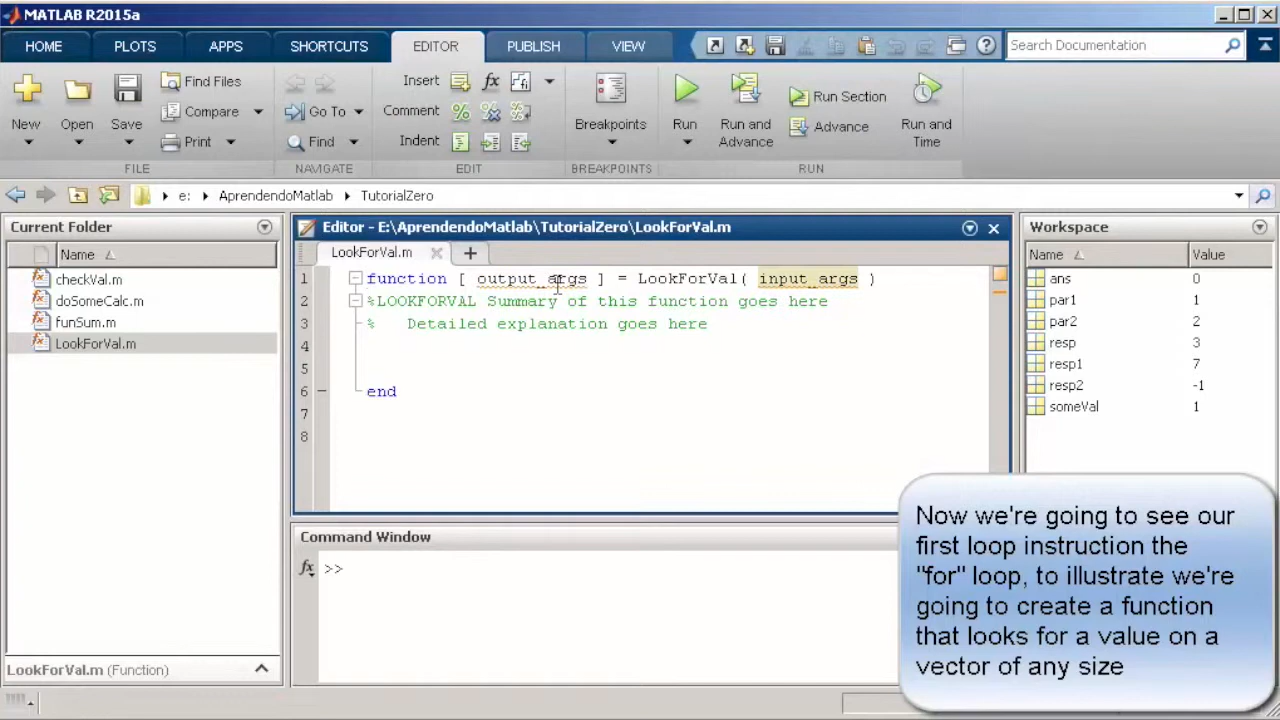 MATLAB R2015a
HOME PLOTS APPS SHORTCUTS EDITOR PUBLISH VIEW Search Documentation
New Open Save Find Files Compare Print
FILE
Go To Find
NAVIGATE
Insert fx
Comment
Indent
EDIT
Breakpoints
BREAKPOINTS
Run Run and Advance Run Section Advance Run and Time
RUN
e: AprendendoMatlab TutorialZero
Current Folder
Name
checkVal.m
doSomeCalc.m
funSum.m
LookForVal.m
LookForVal.m (Function)
Editor - E:\AprendendoMatlab\TutorialZero\LookForVal.m
LookForVal.m
1 function [ output_args ] = LookForVal( input_args )
2 %LOOKFORVAL Summary of this function goes here
3 % Detailed explanation goes here
4
5
6 end
7
8
Command Window
fx >>
Workspace
Name Value
ans 0
par1 1
par2 2
resp 3
resp1 7
resp2 -1
someVal 1
Now we're going to see our
first loop instruction the
"for" loop, to illustrate we're
going to create a function
that looks for a value on a
vector of any size